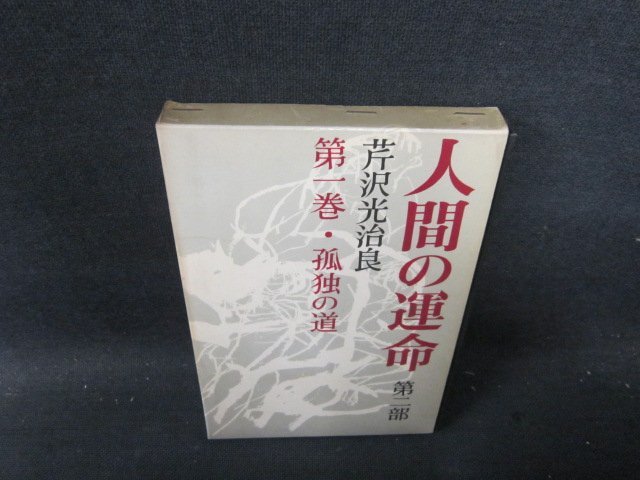 人間の運命
第二部
芹沢光治良
第一巻・孤独の道